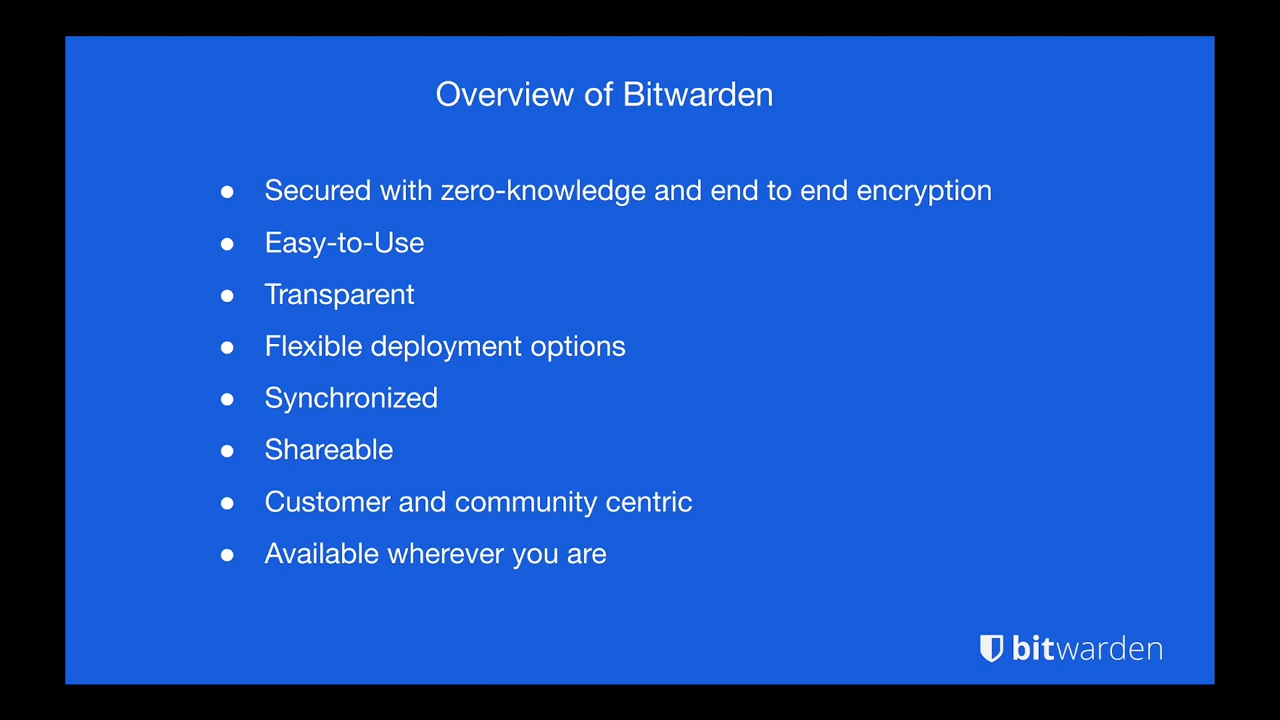 Overview of Bitwarden
● Secured with zero-knowledge and end to end encryption
● Easy-to-Use
● Transparent
● Flexible deployment options
● Synchronized
● Shareable
● Customer and community centric
● Available wherever you are
bitwarden